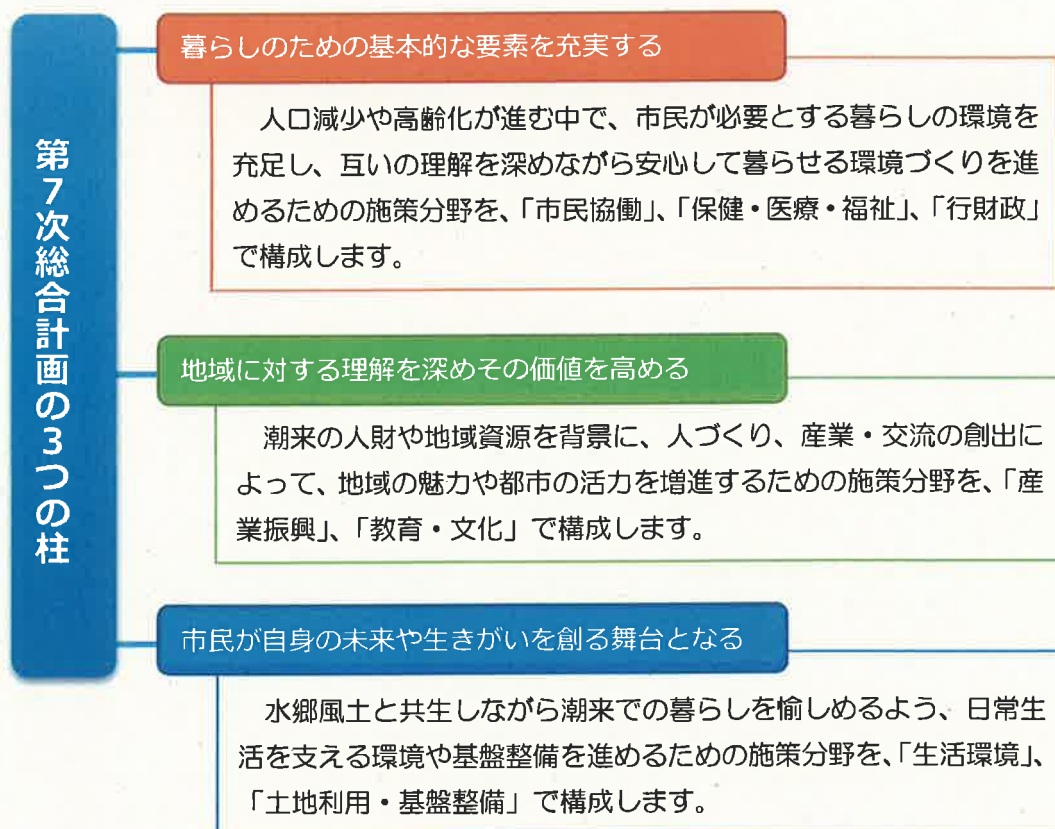 第7次総合計画の3つの柱
暮らしのための基本的な要素を充実する
人口減少や高齢化が進む中で、市民が必要とする暮らしの環境を
充足し、互いの理解を深めながら安心して暮らせる環境づくりを進
めるための施策分野を、「市民協働」、「保健・医療・福祉」、「行財政」
で構成します。
地域に対する理解を深めその価値を高める
潮来の人財や地域資源を背景に、人づくり、産業・交流の創出に
よって、地域の魅力や都市の活力を増進するための施策分野を、「産
業振興」、「教育・文化」で構成します。
市民が自身の未来や生きがいを創る舞台となる
水郷風土と共生しながら潮来での暮らしを愉しめるよう、日常生
活を支える環境や基盤整備を進めるための施策分野を、「生活環境」、
「土地利用・基盤整備」で構成します。